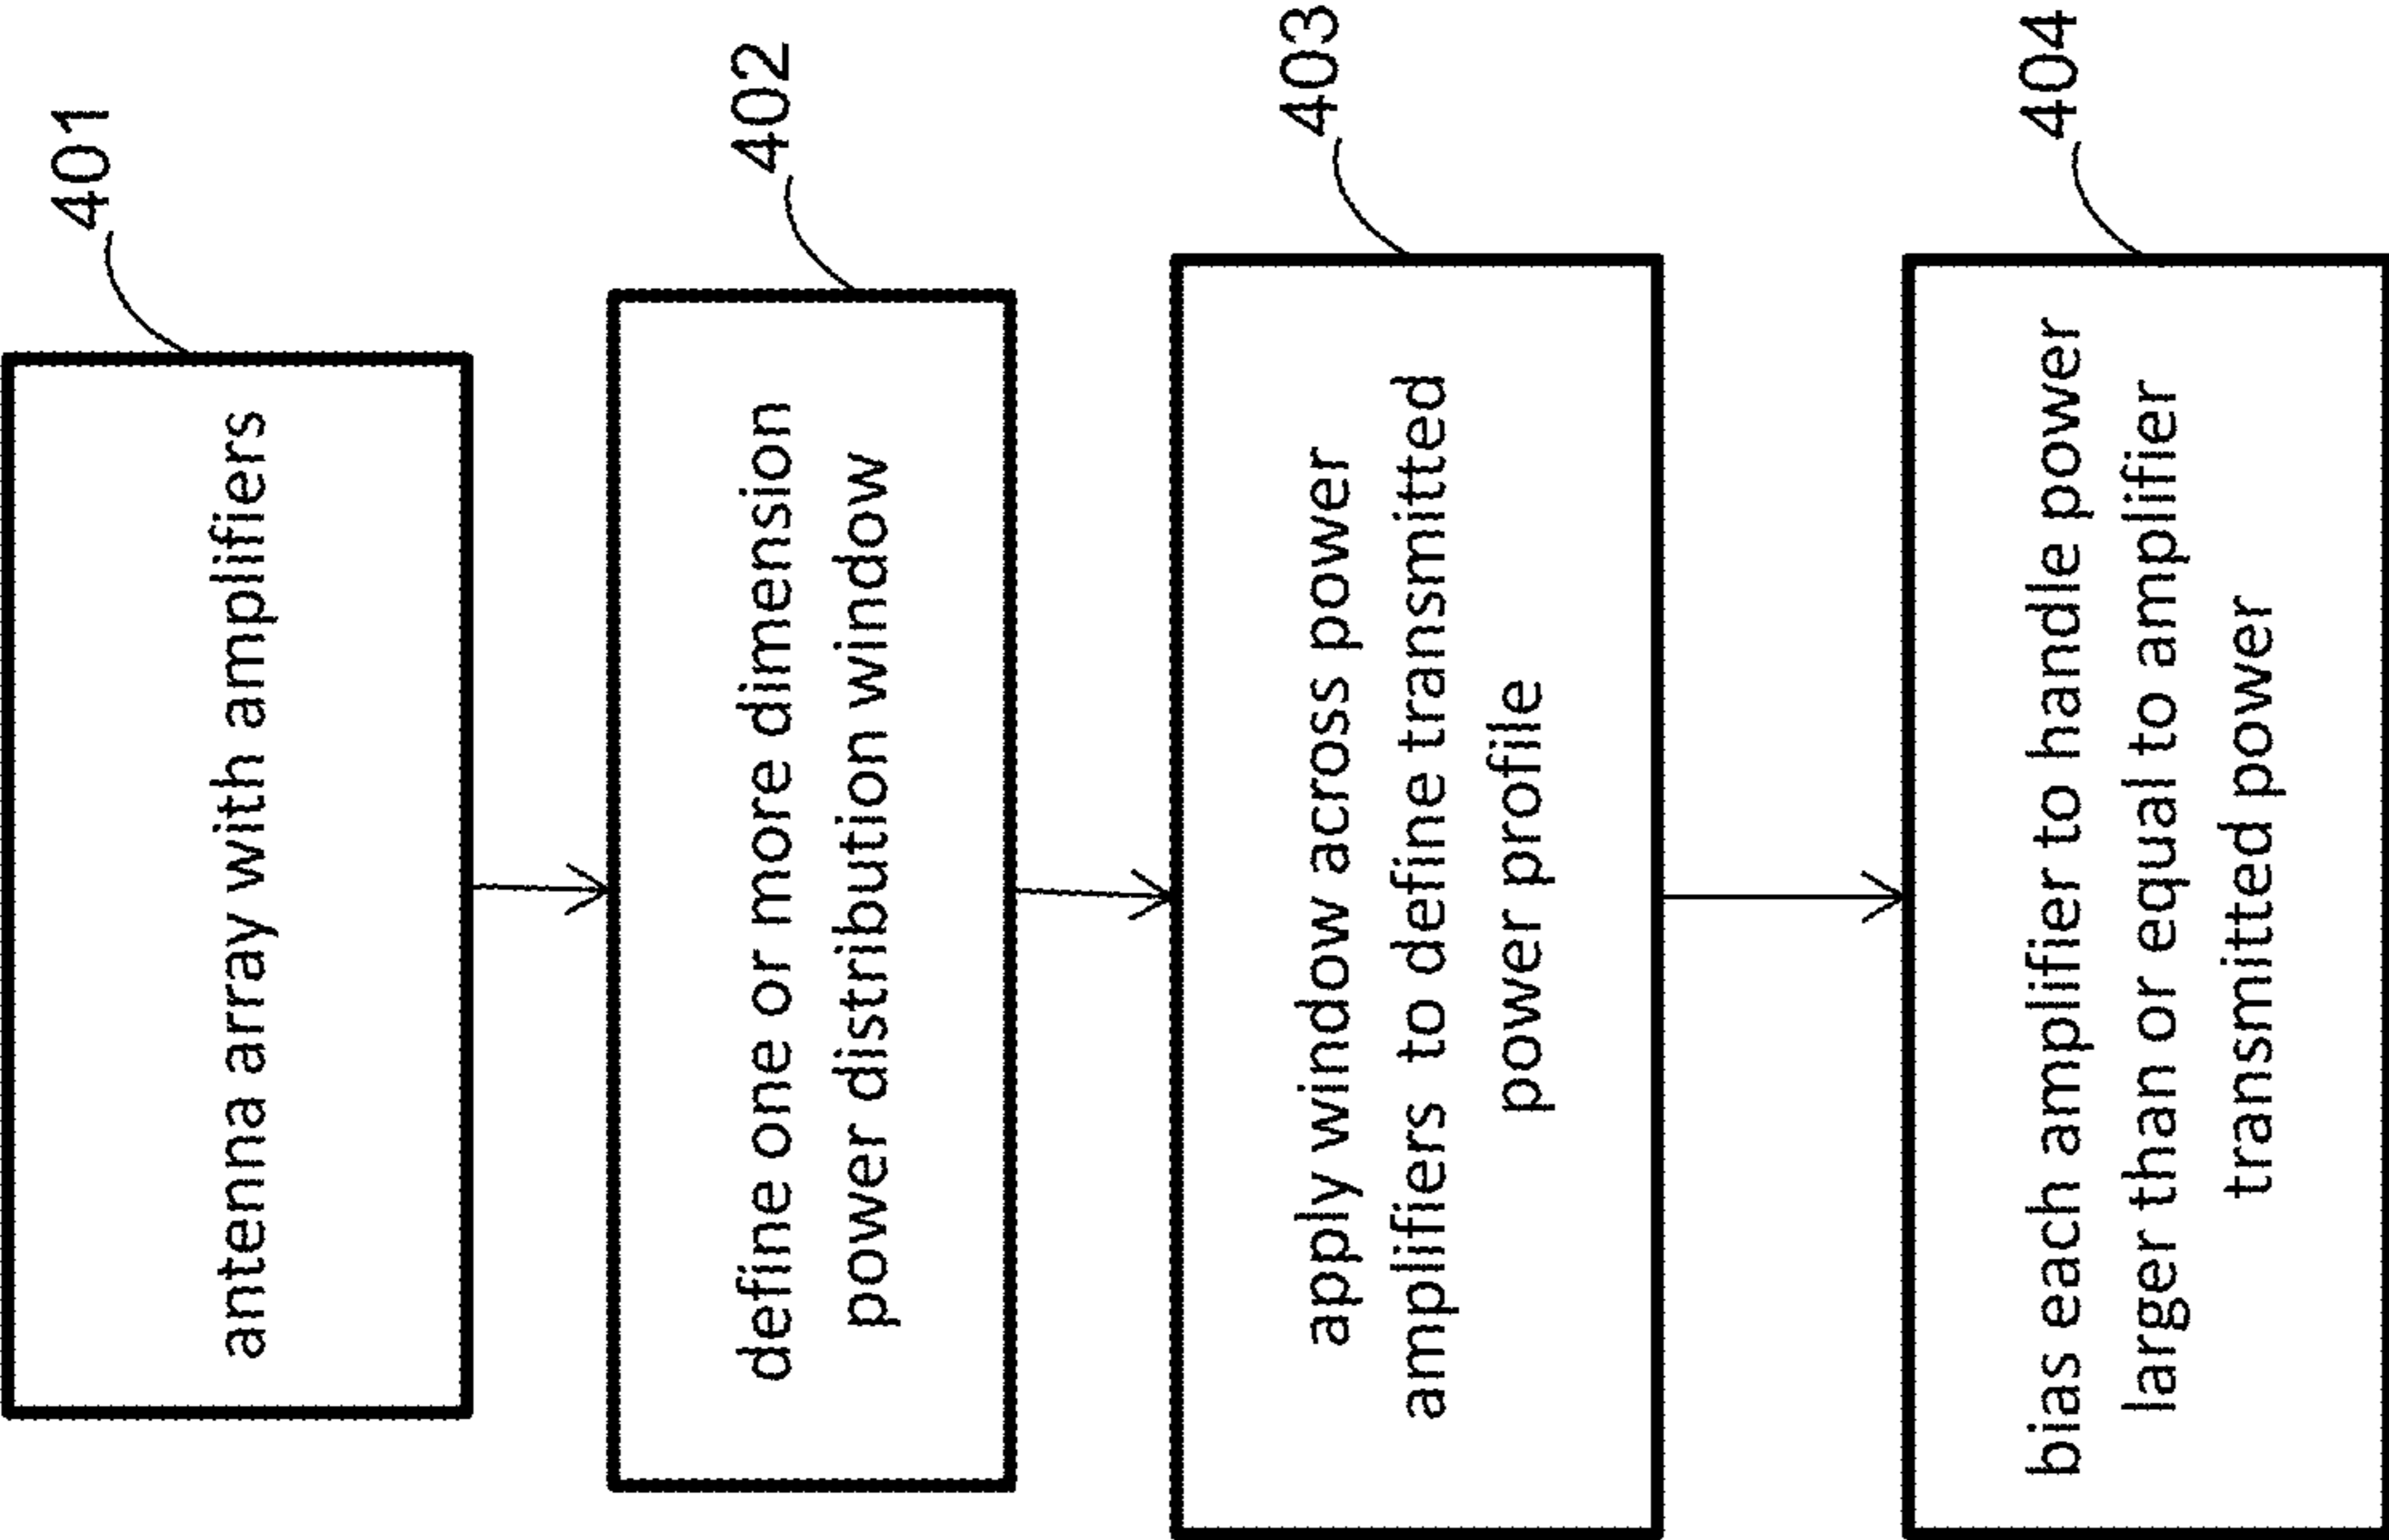 401
antenna array with amplifiers
402
define one or more dimension
power distribution window
403
apply window across power
amplifiers to define transmitted
power profile
404
bias each amplifier to handle power
larger than or equal to amplifier
transmitted power